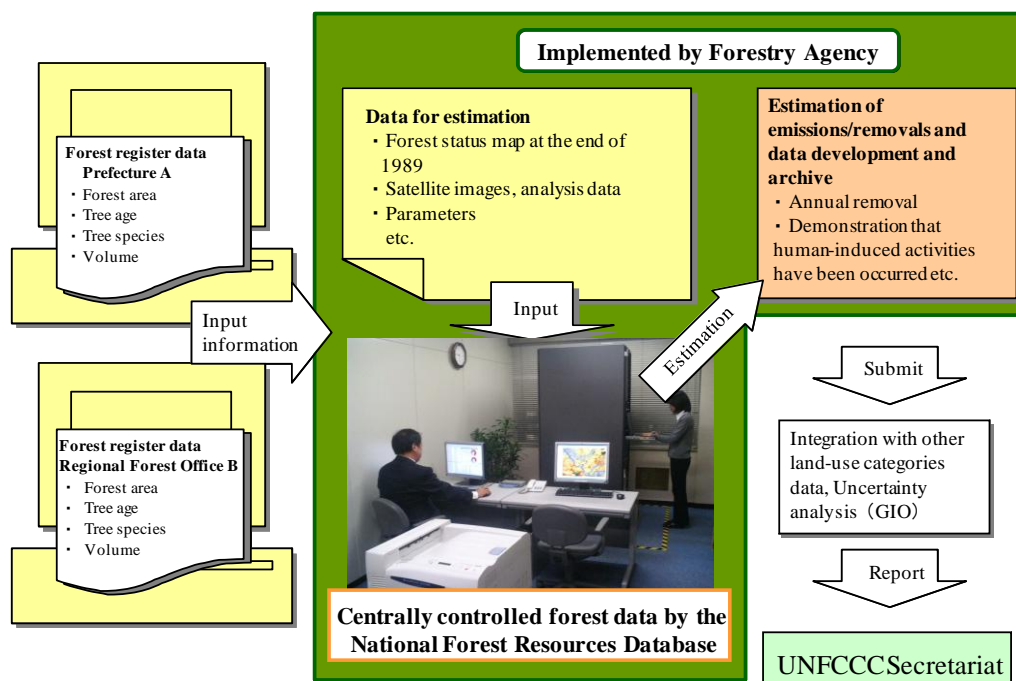 Implemented by Forestry Agency
Forest register data
Prefecture A
・ Forest area
・ Tree age
・ Tree species
・ Volume
Forest register data
Regional Forest Office B
・ Forest area
・ Tree age
・ Tree species
・ Volume
Input
information
Data for estimation
・ Forest status map at the end of
1989
・ Satellite images, analysis data
・ Parameters
etc.
Input
Centrally controlled forest data by the
National Forest Resources Database
Estimation
Estimation of
emissions/removals and
data development and
archive
・ Annual removal
・ Demonstration that
human-induced activities
have been occurred etc.
Submit
Integration with other
land-use categories
data, Uncertainty
analysis（GIO）
Report
UNFCCC Secretariat